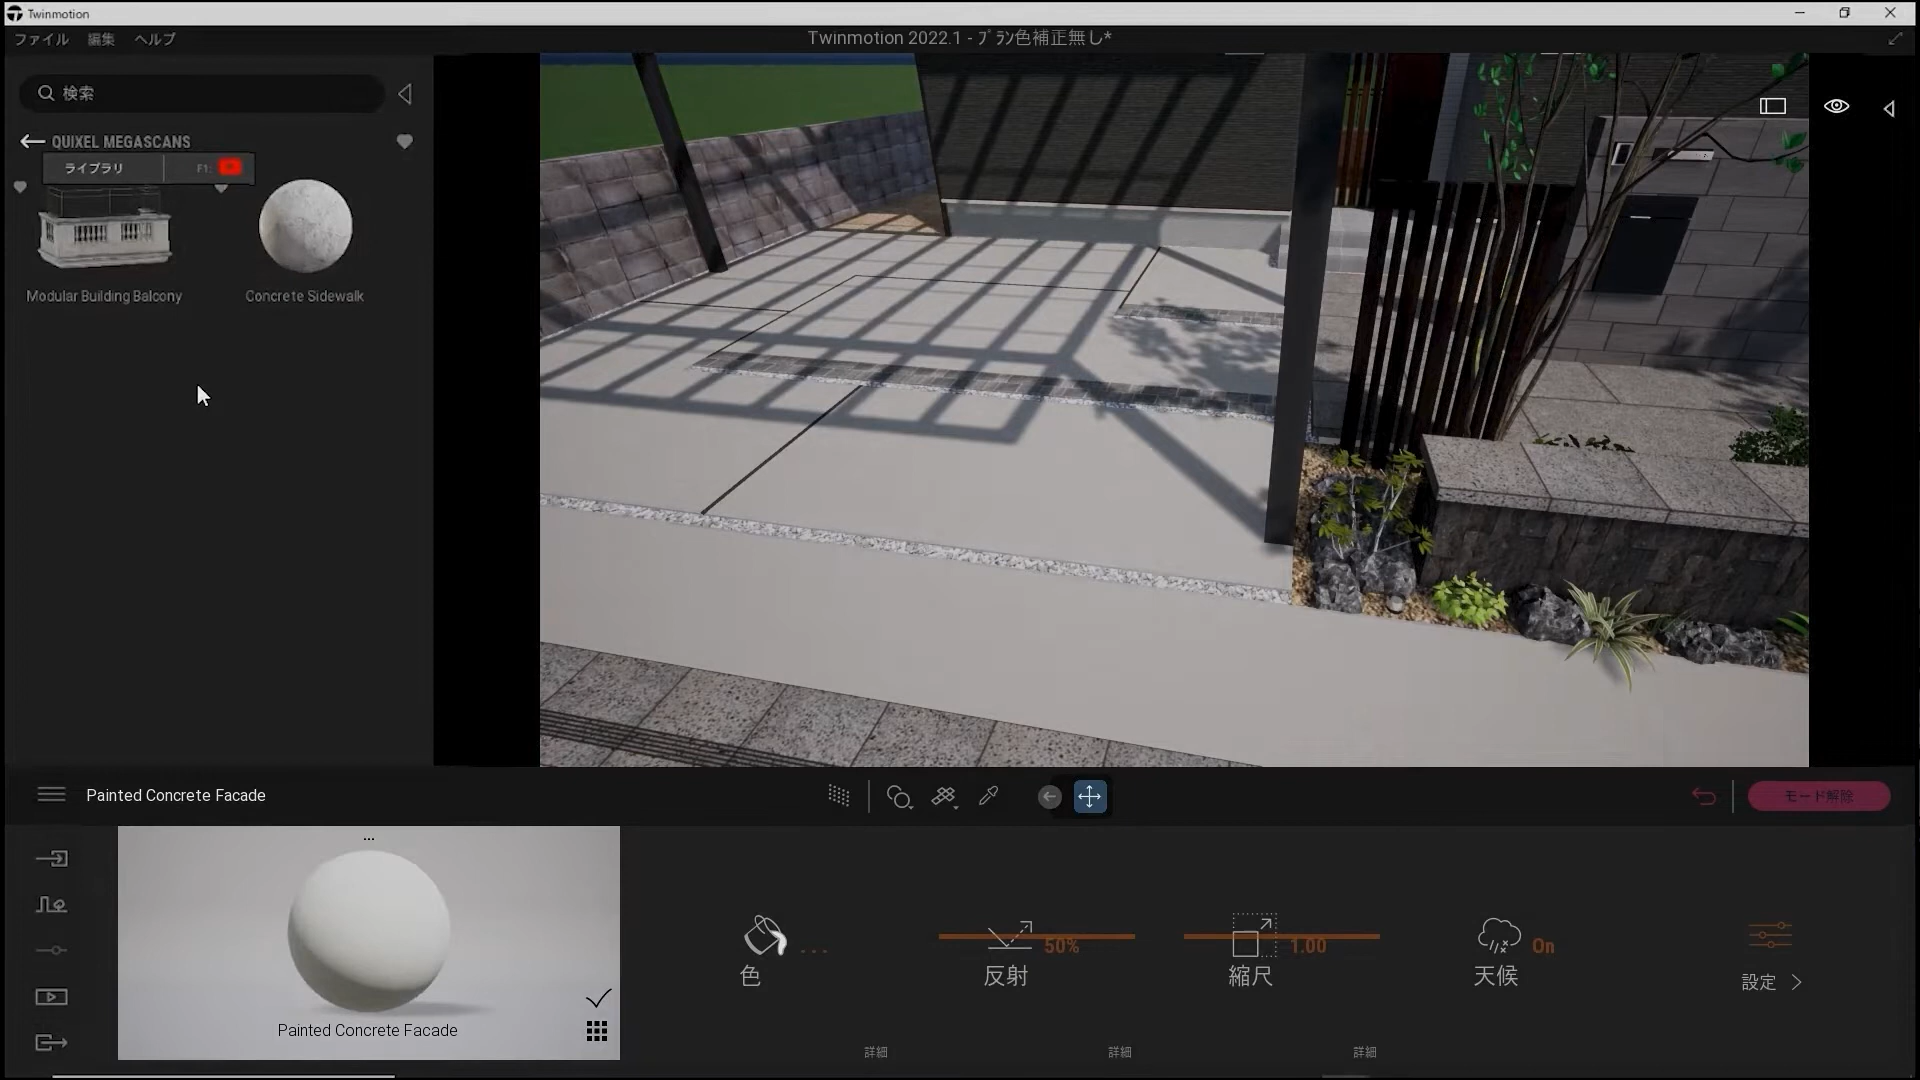 Twinmotion
ファイル 編集 ヘルプ
Twinmotion 2022.1 - ﾌﾟﾗﾝ色補正無し*
検索
QUIXEL MEGASCANS
ライブラリ F1:
Modular Building Balcony
Concrete Sidewalk
Painted Concrete Facade
モード解除
...
Painted Concrete Facade
色 ...
反射 50%
縮尺 1.00
天候 On
設定
詳細
詳細
詳細